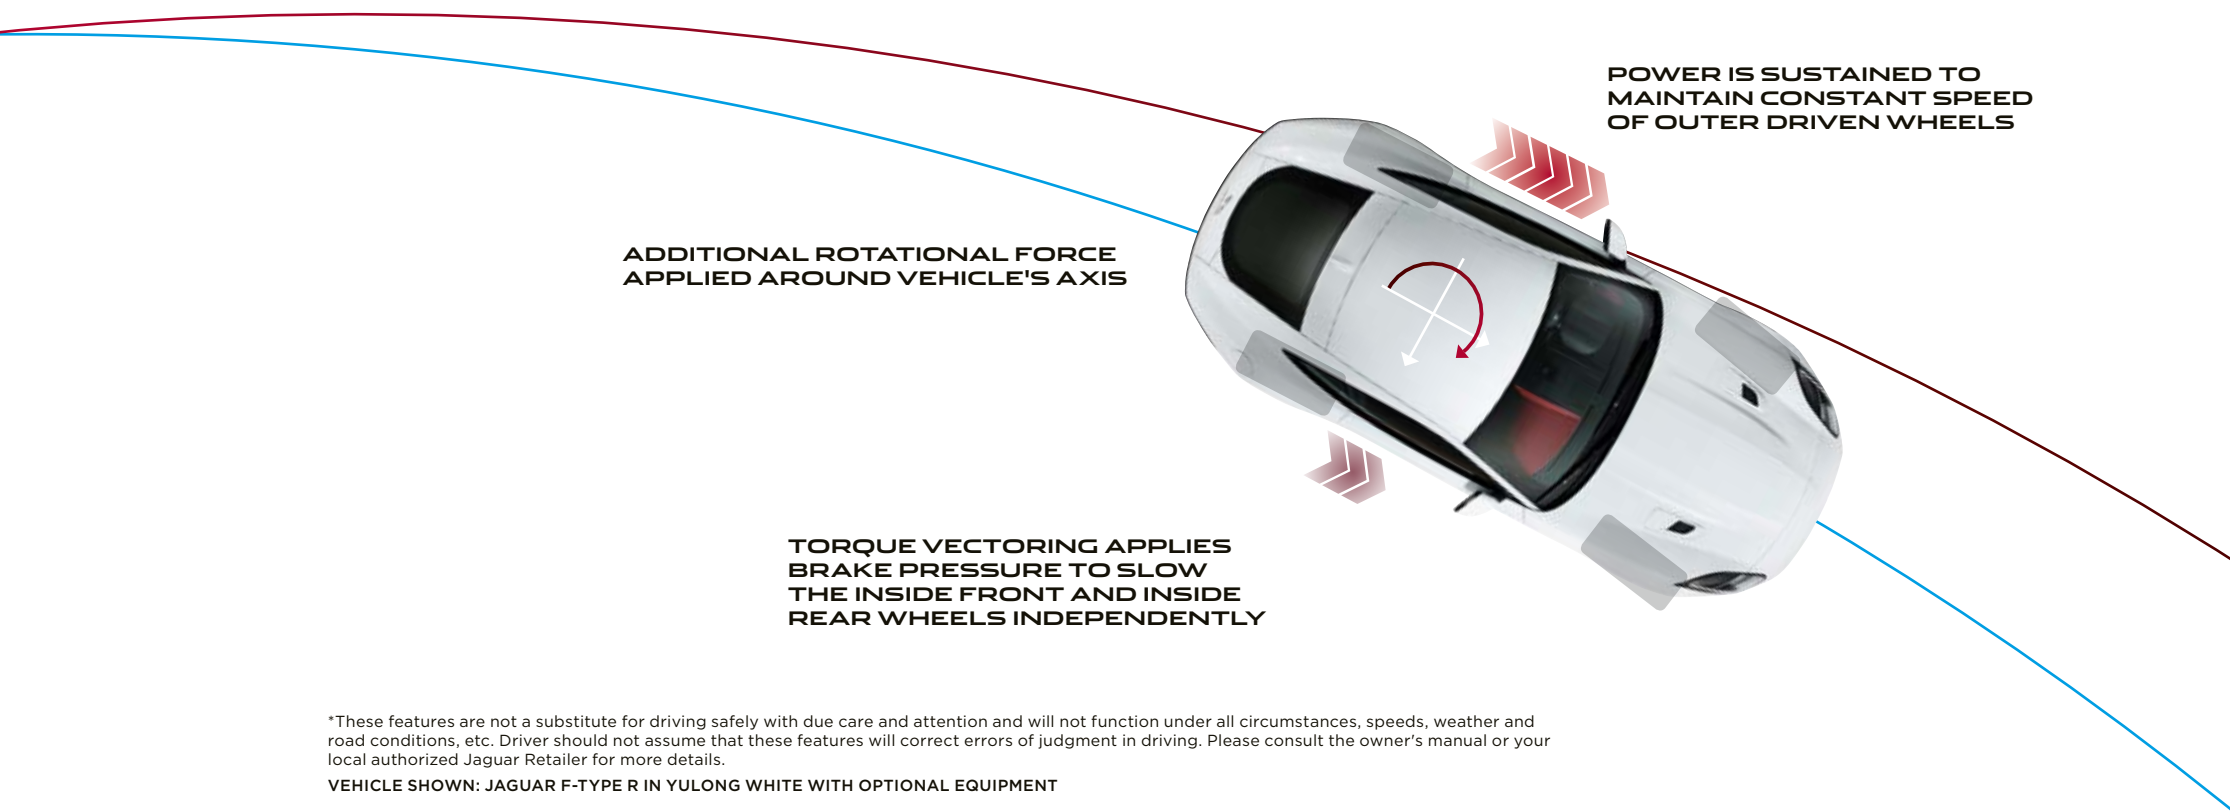 POWER IS SUSTAINED TO
MAINTAIN CONSTANT SPEED
OF OUTER DRIVEN WHEELS
ADDITIONAL ROTATIONAL FORCE
APPLIED AROUND VEHICLE'S AXIS
TORQUE VECTORING APPLIES
BRAKE PRESSURE TO SLOW
THE INSIDE FRONT AND INSIDE
REAR WHEELS INDEPENDENTLY
*These features are not a substitute for driving safely with due care and attention and will not function under all circumstances, speeds, weather and
road conditions, etc. Driver should not assume that these features will correct errors of judgment in driving. Please consult the owner's manual or your
local authorized Jaguar Retailer for more details.
VEHICLE SHOWN: JAGUAR F-TYPE R IN YULONG WHITE WITH OPTIONAL EQUIPMENT